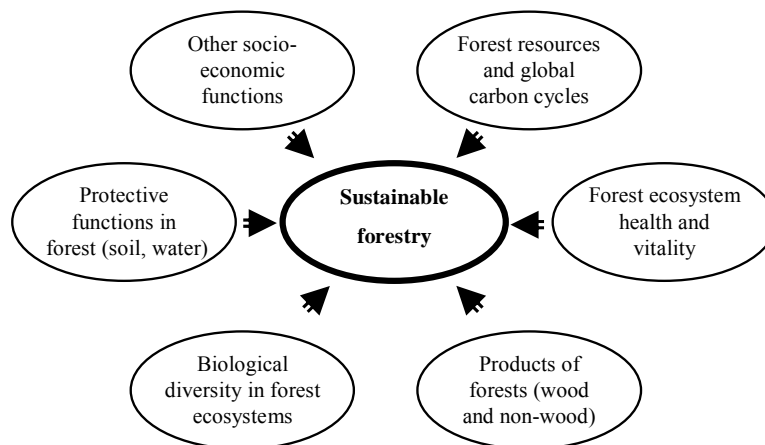 Other socio-
economic
functions
Forest resources
and global
carbon cycles
Protective
functions in
forest (soil, water)
Sustainable
forestry
Forest ecosystem
health and
vitality
Biological
diversity in forest
ecosystems
Products of
forests (wood
and non-wood)